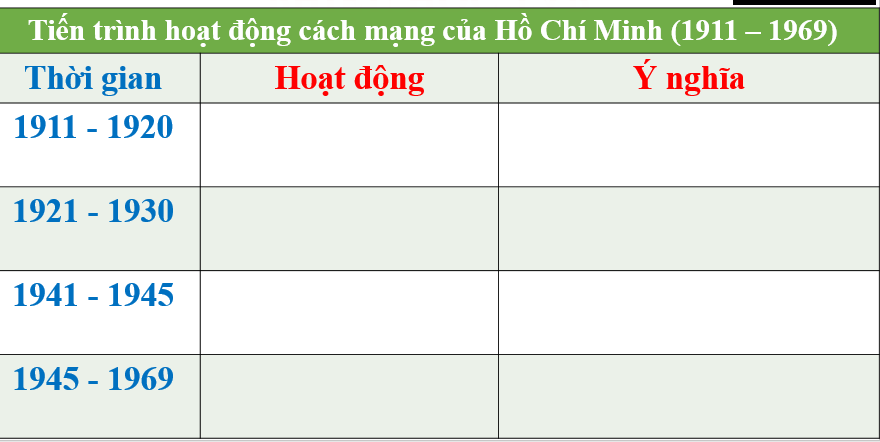 Tiến trình hoạt động cách mạng của Hồ Chí Minh (1911 – 1969)
Thời gian Hoạt động Ý nghĩa
1911 - 1920
1921 - 1930
1941 - 1945
1945 - 1969